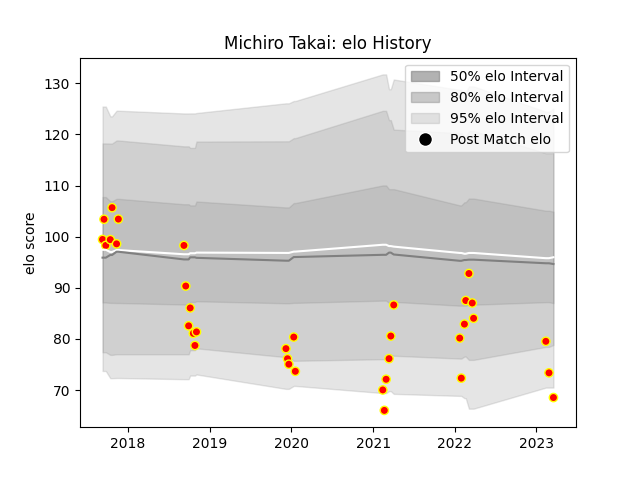 Michiro Takai: elo History
50% elo Interval
80% elo Interval
95% elo Interval
Post Match elo
elo score
130
120
110
100
90
80
70
2018
2019
2020
2021
2022
2023